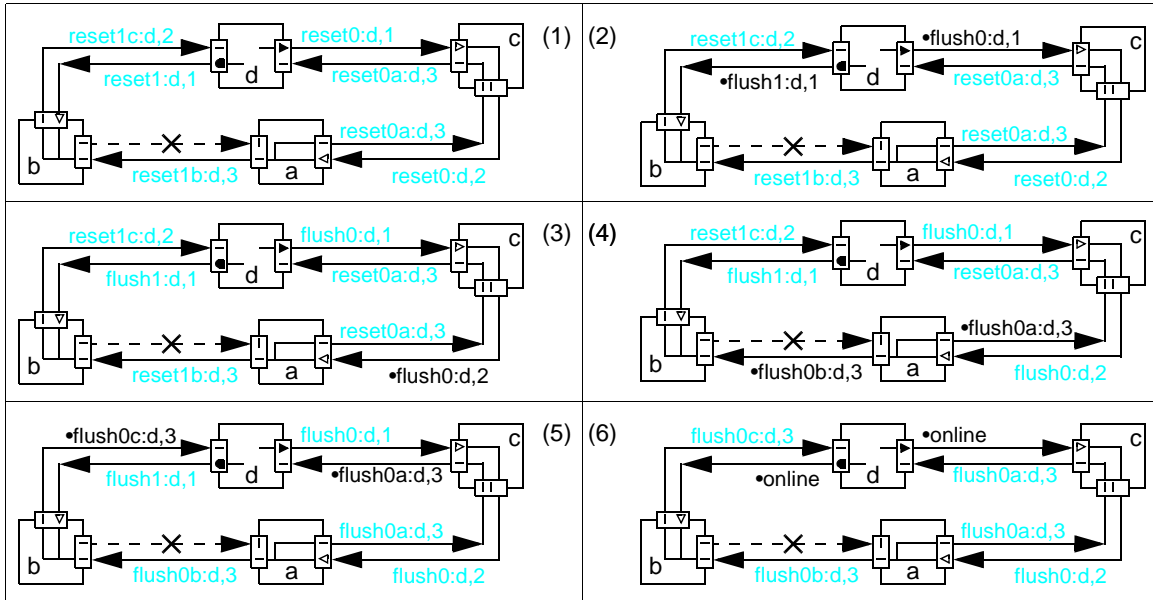 reset1c:d,2 reset0:d,1 c (1)
reset1:d,1 d reset0a:d,3
reset0a:d,3
b reset1b:d,3 a reset0:d,2
(2) reset1c:d,2 •flush0:d,1 c
•flush1:d,1 d reset0a:d,3
reset0a:d,3
b reset1b:d,3 a reset0:d,2
reset1c:d,2 flush0:d,1 c (3)
flush1:d,1 d reset0a:d,3
reset0a:d,3
b reset1b:d,3 a •flush0:d,2
(4) reset1c:d,2 flush0:d,1 c
flush1:d,1 d reset0a:d,3
•flush0a:d,3
b •flush0b:d,3 a flush0:d,2
•flush0c:d,3 flush0:d,1 c (5)
flush1:d,1 d •flush0a:d,3
flush0a:d,3
b flush0b:d,3 a flush0:d,2
(6) flush0c:d,3 •online c
•online d flush0a:d,3
flush0a:d,3
b flush0b:d,3 a flush0:d,2